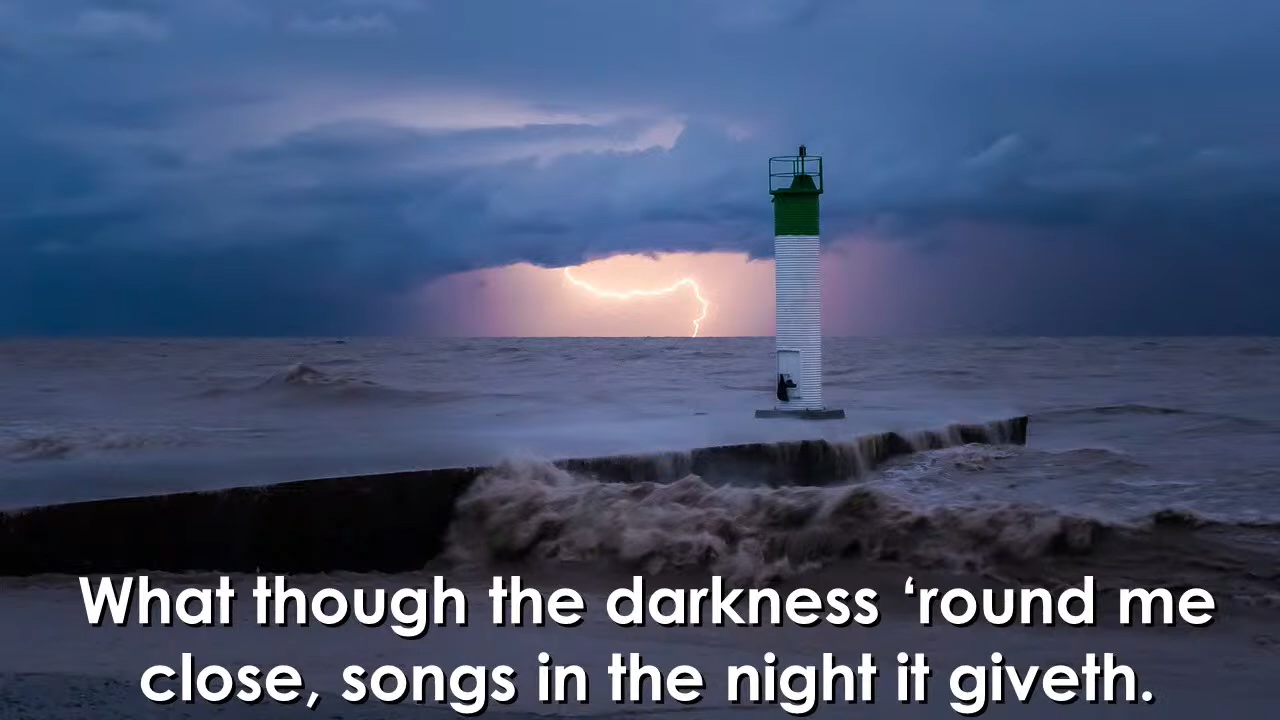 What though the darkness ‘round me
close, songs in the night it giveth.